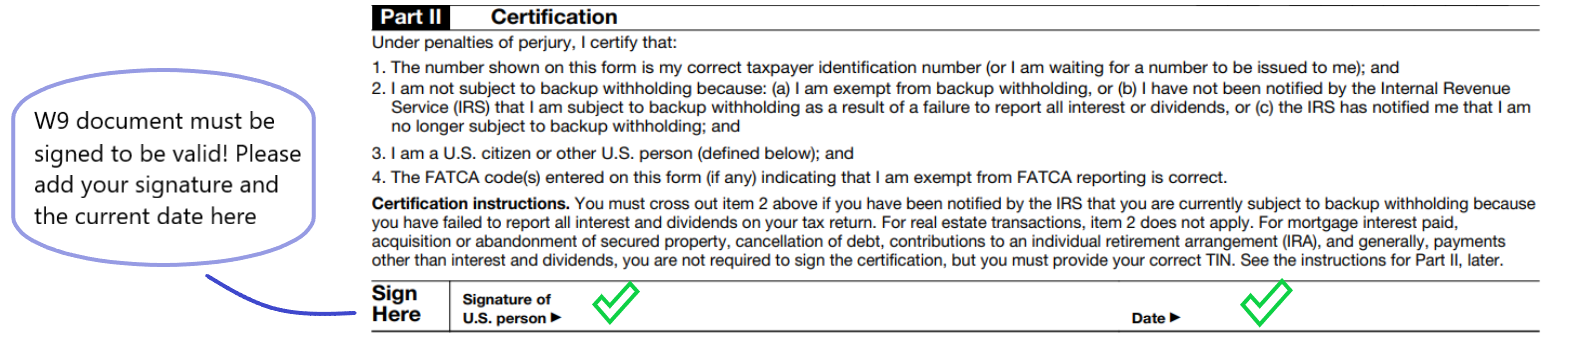 Part II Certification
Under penalties of perjury, I certify that:
1. The number shown on this form is my correct taxpayer identification number (or I am waiting for a number to be issued to me); and
2. I am not subject to backup withholding because: (a) I am exempt from backup withholding, or (b) I have not been notified by the Internal Revenue
Service (IRS) that I am subject to backup withholding as a result of a failure to report all interest or dividends, or (c) the IRS has notified me that I am
no longer subject to backup withholding; and
3. I am a U.S. citizen or other U.S. person (defined below); and
4. The FATCA code(s) entered on this form (if any) indicating that I am exempt from FATCA reporting is correct.
Certification instructions. You must cross out item 2 above if you have been notified by the IRS that you are currently subject to backup withholding because
you have failed to report all interest and dividends on your tax return. For real estate transactions, item 2 does not apply. For mortgage interest paid,
acquisition or abandonment of secured property, cancellation of debt, contributions to an individual retirement arrangement (IRA), and generally, payments
other than interest and dividends, you are not required to sign the certification, but you must provide your correct TIN. See the instructions for Part II, later.
W9 document must be
signed to be valid! Please
add your signature and
the current date here
Sign
Here
Signature of
U.S. person ▶
Date ▶